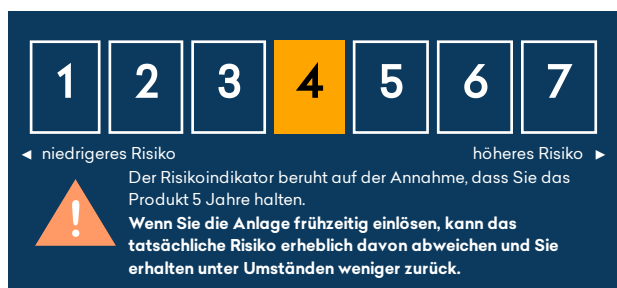 1 2 3 4 5 6 7
◄ niedrigeres Risiko höheres Risiko ►
Der Risikoindikator beruht auf der Annahme, dass Sie das
Produkt 5 Jahre halten.
!
Wenn Sie die Anlage frühzeitig einlösen, kann das
tatsächliche Risiko erheblich davon abweichen und Sie
erhalten unter Umständen weniger zurück.